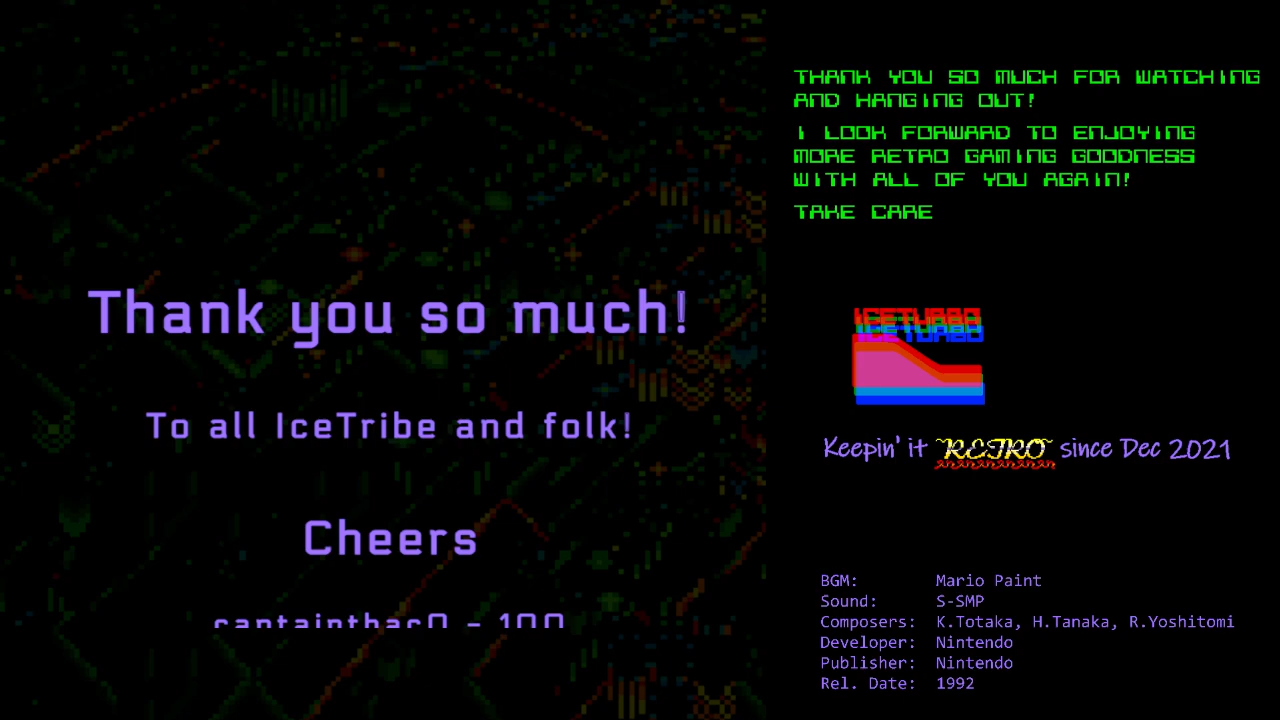 Thank you so much!
To all IceTribe and folk!
Cheers
THANK YOU SO MUCH FOR WATCHING
AND HANGING OUT!
I LOOK FORWARD TO ENJOYING
MORE RETRO GAMING GOODNESS
WITH ALL OF YOU AGAIN!
TAKE CARE
ICETURBO
Keepin' it RETRO since Dec 2021
BGM: Mario Paint
Sound: S-SMP
Composers: K.Totaka, H.Tanaka, R.Yoshitomi
Developer: Nintendo
Publisher: Nintendo
Rel. Date: 1992